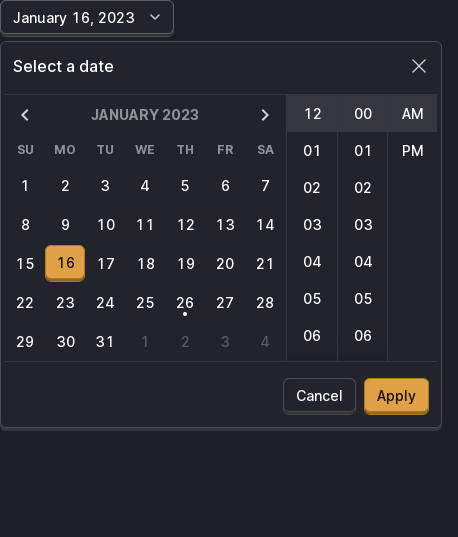 January 16, 2023
Select a date
JANUARY 2023
SU MO TU WE TH FR SA
1 2 3 4 5 6 7
8 9 10 11 12 13 14
15 16 17 18 19 20 21
22 23 24 25 26 27 28
29 30 31 1 2 3 4
12 00 AM
01 01 PM
02 02
03 03
04 04
05 05
06 06
Cancel Apply